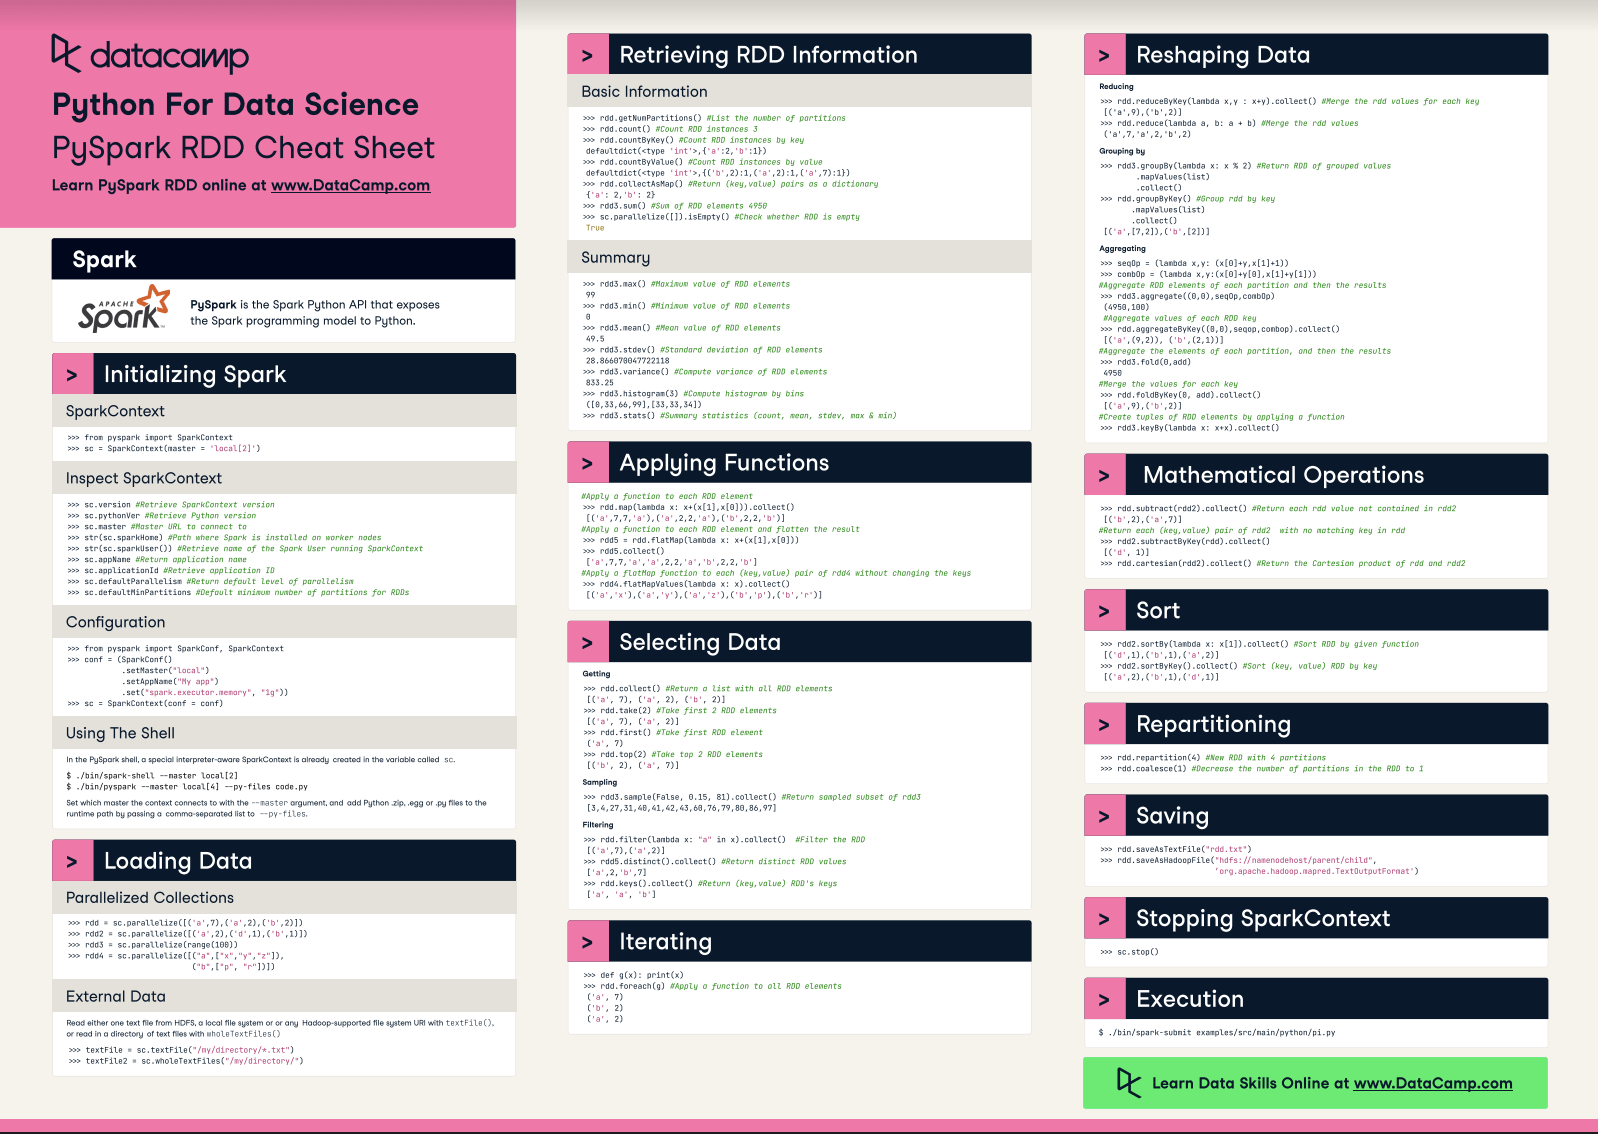 datacamp
Python For Data Science
PySpark RDD Cheat Sheet
Learn PySpark RDD online at www.DataCamp.com
Spark
APACHE
Spark
PySpark is the Spark Python API that exposes
the Spark programming model to Python.
> Initializing Spark
SparkContext
>>> from pyspark import SparkContext
>>> sc = SparkContext(master = 'local[2]')
Inspect SparkContext
>>> sc.version #Retrieve SparkContext version
>>> sc.pythonVer #Retrieve Python version
>>> sc.master #Master URL to connect to
>>> str(sc.sparkHome) #Path where Spark is installed on worker nodes
>>> str(sc.sparkUser()) #Retrieve name of the Spark User running SparkContext
>>> sc.appName #Return application name
>>> sc.applicationId #Retrieve application ID
>>> sc.defaultParallelism #Return default level of parallelism
>>> sc.defaultMinPartitions #Default minimum number of partitions for RDDs
Configuration
>>> from pyspark import SparkConf, SparkContext
>>> conf = (SparkConf()
.setMaster("local")
.setAppName("My app")
.set("spark.executor.memory", "1g"))
>>> sc = SparkContext(conf = conf)
Using The Shell
In the PySpark shell, a special interpreter-aware SparkContext is already created in the variable called sc.
$ ./bin/spark-shell --master local[2]
$ ./bin/pyspark --master local[4] --py-files code.py
Set which master the context connects to with the --master argument, and add Python .zip, .egg or .py files to the
runtime path by passing a comma-separated list to --py-files.
> Loading Data
Parallelized Collections
>>> rdd = sc.parallelize([('a',7),('a',2),('b',2)])
>>> rdd2 = sc.parallelize([('a',2),('d',1),('b',1)])
>>> rdd3 = sc.parallelize(range(100))
>>> rdd4 = sc.parallelize([("a",["x","y","z"]),
("b",["p", "r"])])
External Data
Read either one text file from HDFS, a local file system or or any Hadoop-supported file system URI with textFile(),
or read in a directory of text files with wholeTextFiles()
>>> textFile = sc.textFile("/my/directory/*.txt")
>>> textFile2 = sc.wholeTextFiles("/my/directory/")
> Retrieving RDD Information
Basic Information
>>> rdd.getNumPartitions() #List the number of partitions
>>> rdd.count() #Count RDD instances 3
>>> rdd.countByKey() #Count RDD instances by key
defaultdict(<type 'int'>,{'a':2,'b':1})
>>> rdd.countByValue() #Count RDD instances by value
defaultdict(<type 'int'>,{('b',2):1,('a',2):1,('a',7):1})
>>> rdd.collectAsMap() #Return (key,value) pairs as a dictionary
{'a': 2,'b': 2}
>>> rdd3.sum() #Sum of RDD elements 4950
>>> sc.parallelize([]).isEmpty() #Check whether RDD is empty
True
Summary
>>> rdd3.max() #Maximum value of RDD elements
99
>>> rdd3.min() #Minimum value of RDD elements
0
>>> rdd3.mean() #Mean value of RDD elements
49.5
>>> rdd3.stdev() #Standard deviation of RDD elements
28.866070047722118
>>> rdd3.variance() #Compute variance of RDD elements
833.25
>>> rdd3.histogram(3) #Compute histogram by bins
([0,33,66,99],[33,33,34])
>>> rdd3.stats() #Summary statistics (count, mean, stdev, max & min)
> Applying Functions
#Apply a function to each RDD element
>>> rdd.map(lambda x: x+(x[1],x[0])).collect()
[('a',7,7,'a'),('a',2,2,'a'),('b',2,2,'b')]
#Apply a function to each RDD element and flatten the result
>>> rdd5 = rdd.flatMap(lambda x: x+(x[1],x[0]))
>>> rdd5.collect()
['a',7,7,'a','a',2,2,'a','b',2,2,'b']
#Apply a flatMap function to each (key,value) pair of rdd4 without changing the keys
>>> rdd4.flatMapValues(lambda x: x).collect()
[('a','x'),('a','y'),('a','z'),('b','p'),('b','r')]
> Selecting Data
Getting
>>> rdd.collect() #Return a list with all RDD elements
[('a', 7), ('a', 2), ('b', 2)]
>>> rdd.take(2) #Take first 2 RDD elements
[('a', 7), ('a', 2)]
>>> rdd.first() #Take first RDD element
('a', 7)
>>> rdd.top(2) #Take top 2 RDD elements
[('b', 2), ('a', 7)]
Sampling
>>> rdd3.sample(False, 0.15, 81).collect() #Return sampled subset of rdd3
[3,4,27,31,40,41,42,43,60,76,79,80,86,97]
Filtering
>>> rdd.filter(lambda x: "a" in x).collect() #Filter the RDD
[('a',7),('a',2)]
>>> rdd5.distinct().collect() #Return distinct RDD values
['a',2,'b',7]
>>> rdd.keys().collect() #Return (key,value) RDD's keys
['a', 'a', 'b']
> Iterating
>>> def g(x): print(x)
>>> rdd.foreach(g) #Apply a function to all RDD elements
('a', 7)
('b', 2)
('a', 2)
> Reshaping Data
Reducing
>>> rdd.reduceByKey(lambda x,y : x+y).collect() #Merge the rdd values for each key
[('a',9),('b',2)]
>>> rdd.reduce(lambda a, b: a + b) #Merge the rdd values
('a',7,'a',2,'b',2)
Grouping by
>>> rdd3.groupBy(lambda x: x % 2) #Return RDD of grouped values
.mapValues(list)
.collect()
>>> rdd.groupByKey() #Group rdd by key
.mapValues(list)
.collect()
[('a',[7,2]),('b',[2])]
Aggregating
>>> seqOp = (lambda x,y: (x[0]+y,x[1]+1))
>>> combOp = (lambda x,y:(x[0]+y[0],x[1]+y[1]))
#Aggregate RDD elements of each partition and then the results
>>> rdd3.aggregate((0,0),seqOp,combOp)
(4950,100)
#Aggregate values of each RDD key
>>> rdd.aggregateByKey((0,0),seqop,combop).collect()
[('a',(9,2)), ('b',(2,1))]
#Aggregate the elements of each partition, and then the results
>>> rdd3.fold(0,add)
4950
#Merge the values for each key
>>> rdd.foldByKey(0, add).collect()
[('a',9),('b',2)]
#Create tuples of RDD elements by applying a function
>>> rdd3.keyBy(lambda x: x+x).collect()
> Mathematical Operations
>>> rdd.subtract(rdd2).collect() #Return each rdd value not contained in rdd2
[('b',2),('a',7)]
#Return each (key,value) pair of rdd2 with no matching key in rdd
>>> rdd2.subtractByKey(rdd).collect()
[('d', 1)]
>>> rdd.cartesian(rdd2).collect() #Return the Cartesian product of rdd and rdd2
> Sort
>>> rdd2.sortBy(lambda x: x[1]).collect() #Sort RDD by given function
[('d',1),('b',1),('a',2)]
>>> rdd2.sortByKey().collect() #Sort (key, value) RDD by key
[('a',2),('b',1),('d',1)]
> Repartitioning
>>> rdd.repartition(4) #New RDD with 4 partitions
>>> rdd.coalesce(1) #Decrease the number of partitions in the RDD to 1
> Saving
>>> rdd.saveAsTextFile("rdd.txt")
>>> rdd.saveAsHadoopFile("hdfs://namenodehost/parent/child",
'org.apache.hadoop.mapred.TextOutputFormat')
> Stopping SparkContext
>>> sc.stop()
> Execution
$ ./bin/spark-submit examples/src/main/python/pi.py
Learn Data Skills Online at www.DataCamp.com